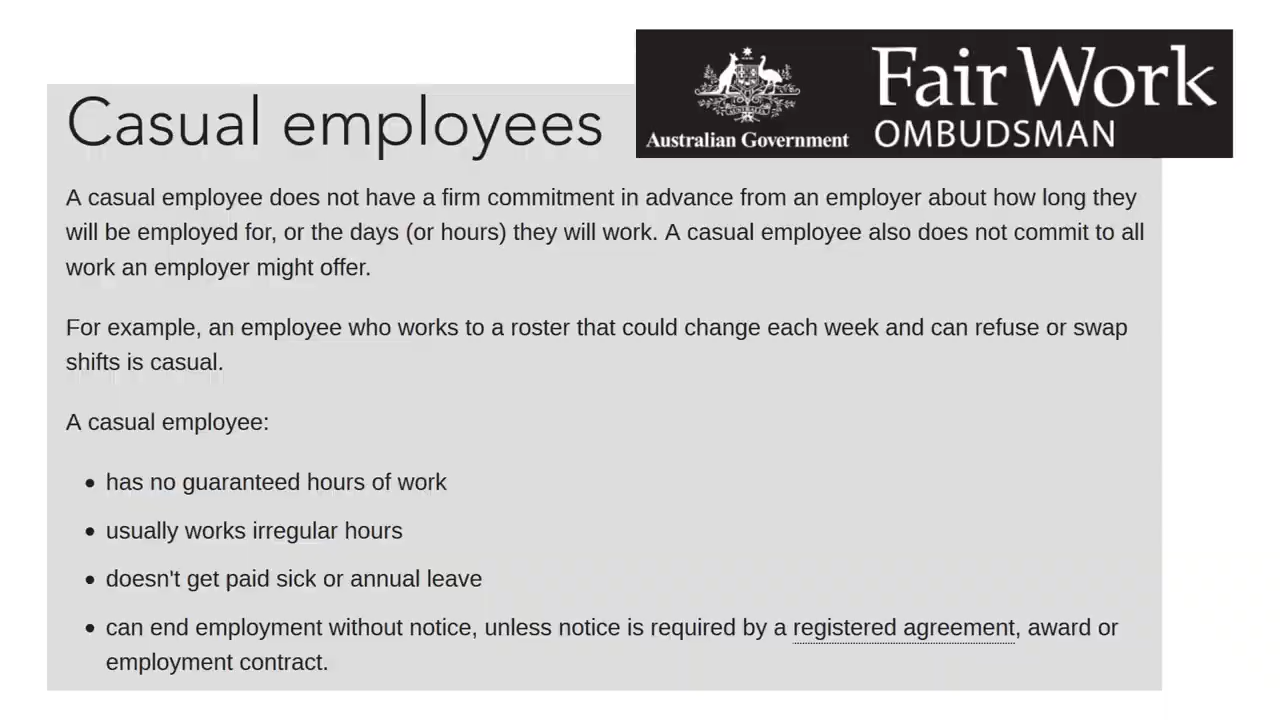 Casual employees
Australian Government
Fair Work
OMBUDSMAN
A casual employee does not have a firm commitment in advance from an employer about how long they
will be employed for, or the days (or hours) they will work. A casual employee also does not commit to all
work an employer might offer.
For example, an employee who works to a roster that could change each week and can refuse or swap
shifts is casual.
A casual employee:
• has no guaranteed hours of work
• usually works irregular hours
• doesn't get paid sick or annual leave
• can end employment without notice, unless notice is required by a registered agreement, award or
employment contract.